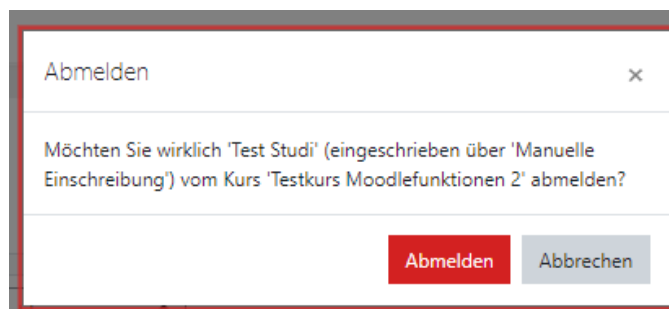 Abmelden ×
Möchten Sie wirklich 'Test Studi' (eingeschrieben über 'Manuelle
Einschreibung') vom Kurs 'Testkurs Moodlefunktionen 2' abmelden?
Abmelden Abbrechen